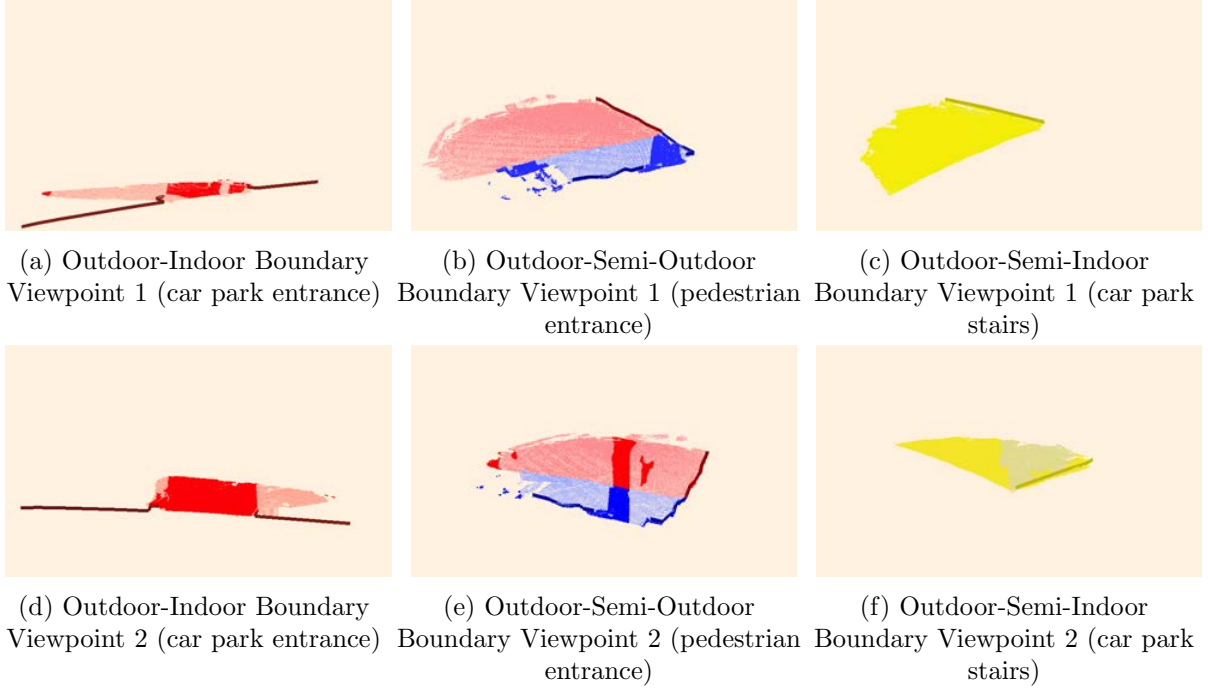 (a) Outdoor-Indoor Boundary
Viewpoint 1 (car park entrance)
(b) Outdoor-Semi-Outdoor
Boundary Viewpoint 1 (pedestrian
entrance)
(c) Outdoor-Semi-Indoor
Boundary Viewpoint 1 (car park
stairs)
(d) Outdoor-Indoor Boundary
Viewpoint 2 (car park entrance)
(e) Outdoor-Semi-Outdoor
Boundary Viewpoint 2 (pedestrian
entrance)
(f) Outdoor-Semi-Indoor
Boundary Viewpoint 2 (car park
stairs)